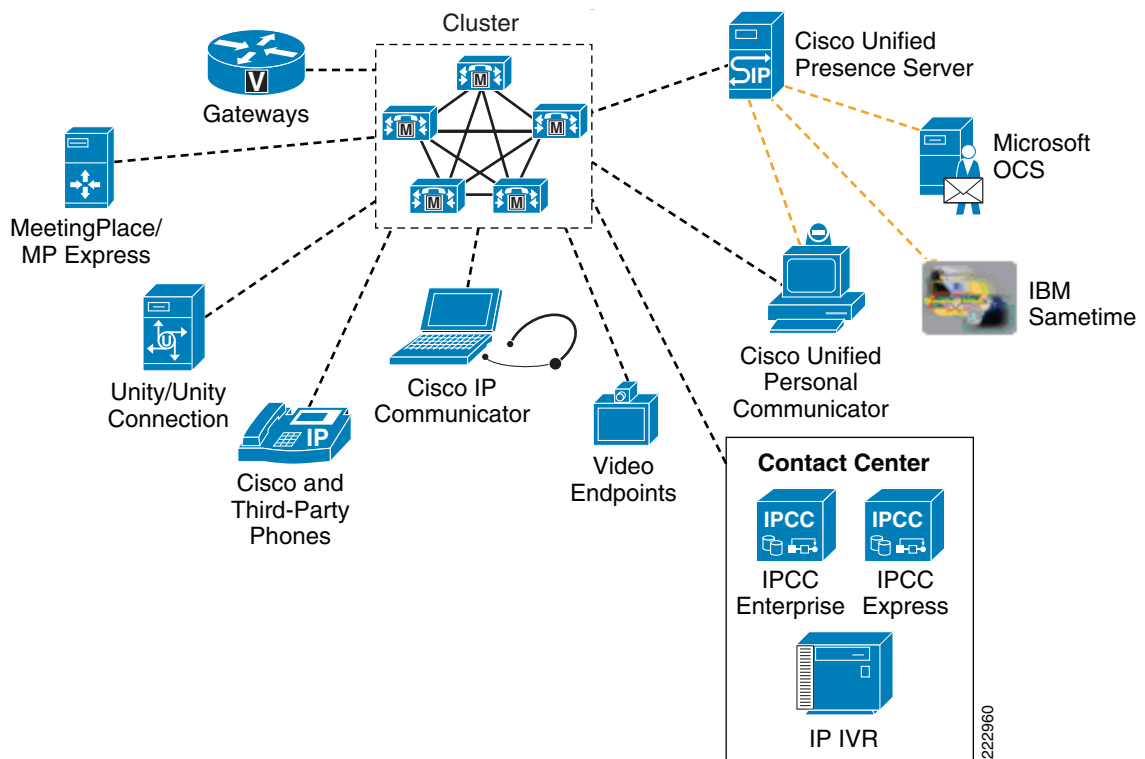 Cluster
V
Gateways
M
M
M
M
M
SIP
Cisco Unified
Presence Server
Microsoft
OCS
MeetingPlace/
MP Express
IBM
Sametime
U
Unity/Unity
Connection
Cisco IP
Communicator
Cisco Unified
Personal
Communicator
IP
Cisco and
Third-Party
Phones
Video
Endpoints
Contact Center
IPCC
IPCC
IPCC
Enterprise
IPCC
Express
IP IVR
222960